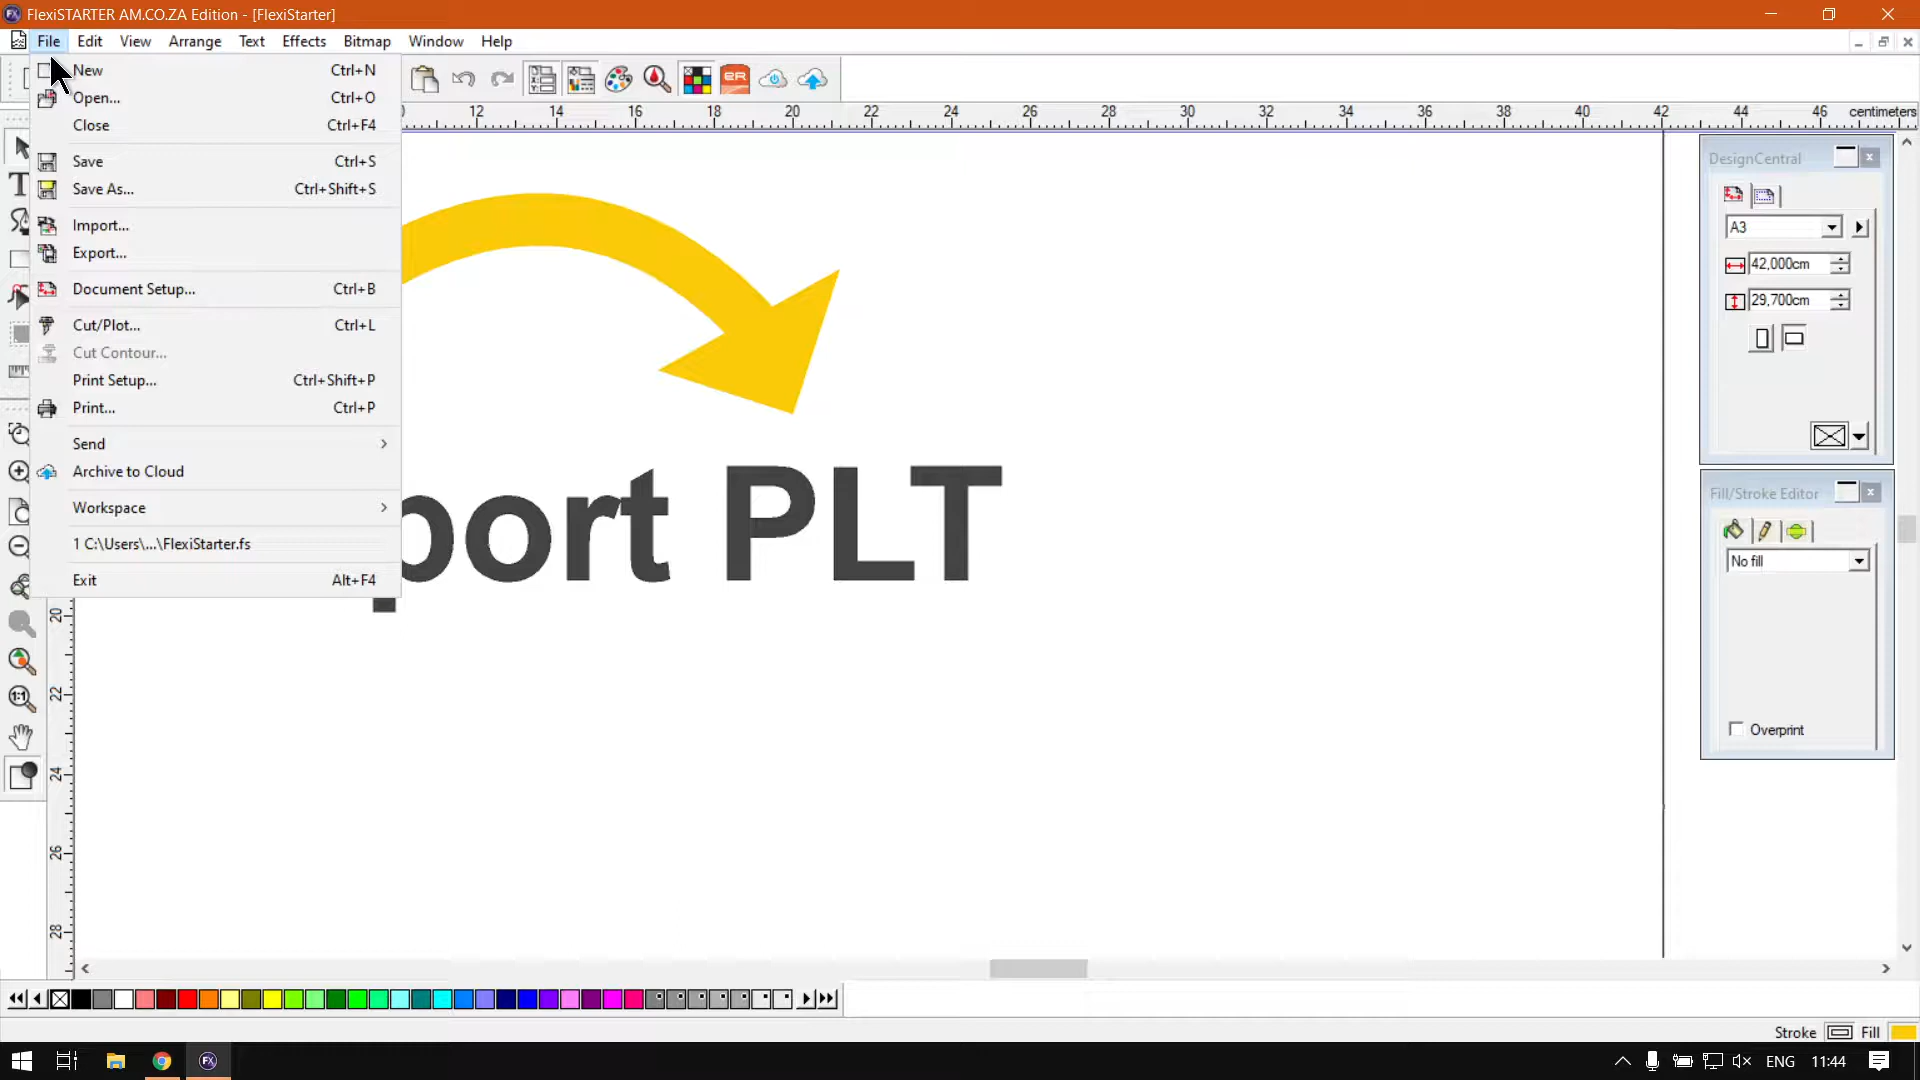 FlexiSTARTER AM.CO.ZA Edition - [FlexiStarter]
File Edit View Arrange Text Effects Bitmap Window Help
New Ctrl+N
Open... Ctrl+O
Close Ctrl+F4
Save Ctrl+S
Save As... Ctrl+Shift+S
Import...
Export...
Document Setup... Ctrl+B
Cut/Plot... Ctrl+L
Cut Contour...
Print Setup... Ctrl+Shift+P
Print... Ctrl+P
Send
Archive to Cloud
Workspace
1 C:\Users\...\FlexiStarter.fs
Exit Alt+F4
12 14 16 18 20 22 24 26 28 30 32 34 36 38 40 42 44 46 centimeters
20
22
24
26
28
port PLT
DesignCentral
A3
42,000cm
29,700cm
Fill/Stroke Editor
No fill
Overprint
Stroke Fill
ENG 11:44